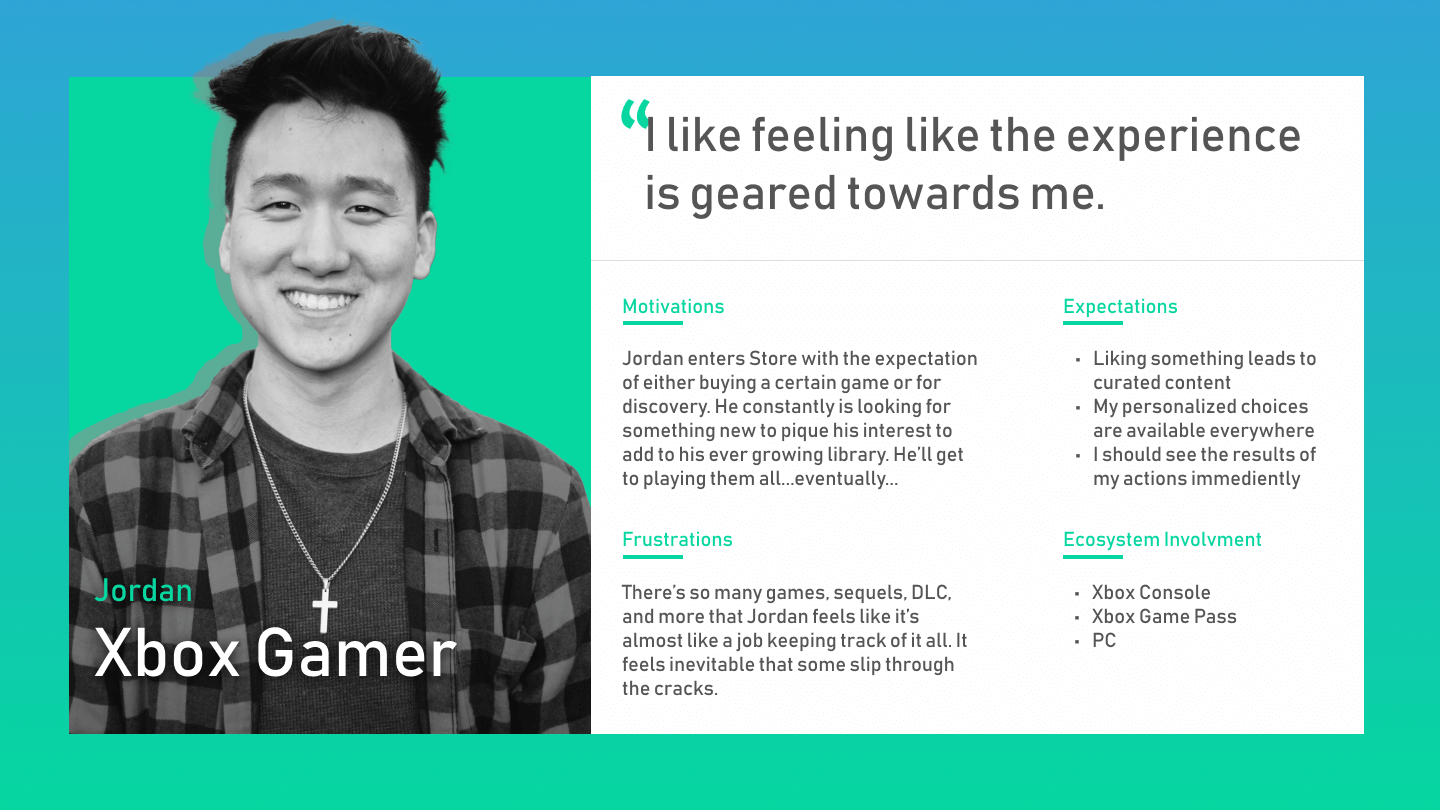 “I like feeling like the experience
is geared towards me.
Motivations
Jordan enters Store with the expectation
of either buying a certain game or for
discovery. He constantly is looking for
something new to pique his interest to
add to his ever growing library. He’ll get
to playing them all...eventually...
Expectations
▪ Liking something leads to
curated content
▪ My personalized choices
are available everywhere
▪ I should see the results of
my actions immediently
Frustrations
There’s so many games, sequels, DLC,
and more that Jordan feels like it’s
almost like a job keeping track of it all. It
feels inevitable that some slip through
the cracks.
Ecosystem Involvment
▪ Xbox Console
▪ Xbox Game Pass
▪ PC
Jordan
Xbox Gamer